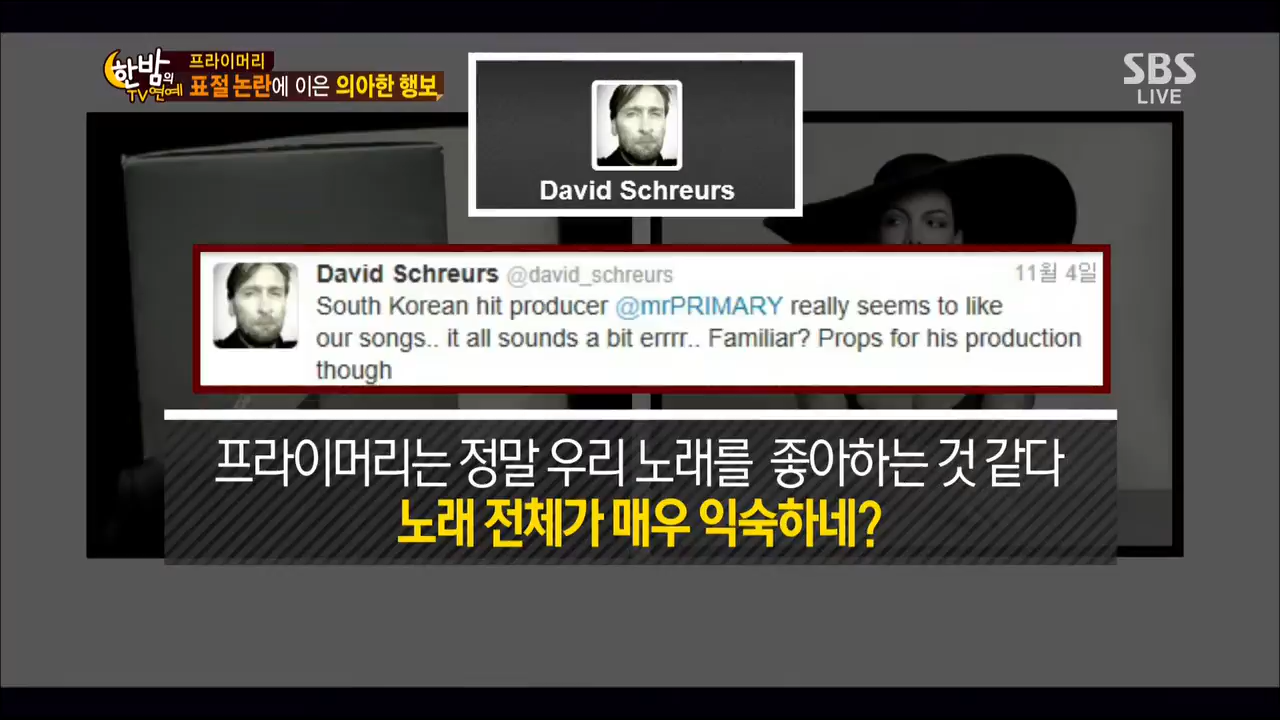 한밤의
TV연예
프라이머리
표절 논란에 이은 의아한 행보
SBS
LIVE
David Schreurs
David Schreurs @david_schreurs 11월 4일
South Korean hit producer @mrPRIMARY really seems to like
our songs.. it all sounds a bit errrr.. Familiar? Props for his production
though
프라이머리는 정말 우리 노래를 좋아하는 것 같다
노래 전체가 매우 익숙하네?